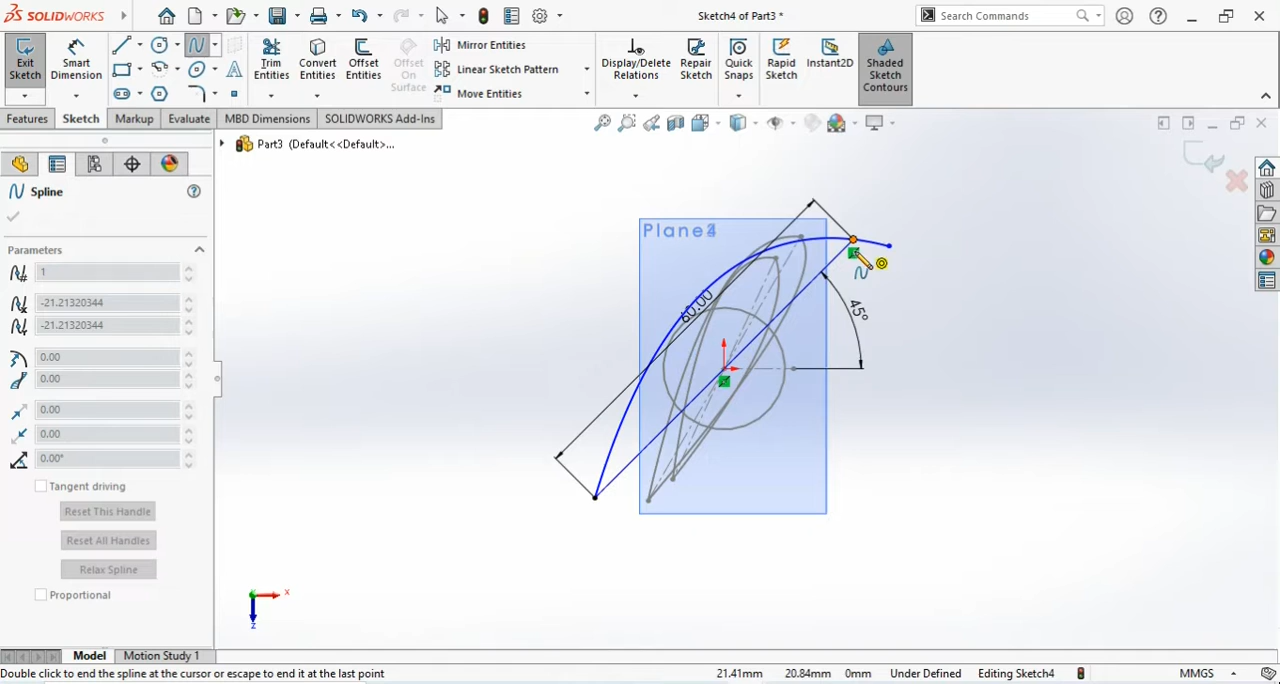 SOLIDWORKS
Sketch4 of Part3 *
Search Commands
Exit Sketch
Smart Dimension
Trim Entities
Convert Entities
Offset Entities
Offset On Surface
Mirror Entities
Linear Sketch Pattern
Move Entities
Display/Delete Relations
Repair Sketch
Quick Snaps
Rapid Sketch
Instant2D
Shaded Sketch Contours
Features
Sketch
Markup
Evaluate
MBD Dimensions
SOLIDWORKS Add-Ins
Part3 (Default<<Default>...
Spline
Parameters
1
-21.21320344
-21.21320344
0.00
0.00
0.00
0.00
0.00°
Tangent driving
Reset This Handle
Reset All Handles
Relax Spline
Proportional
60.00
45°
x
z
Model
Motion Study 1
Double click to end the spline at the cursor or escape to end it at the last point
21.41mm
20.84mm
0mm
Under Defined
Editing Sketch4
MMGS